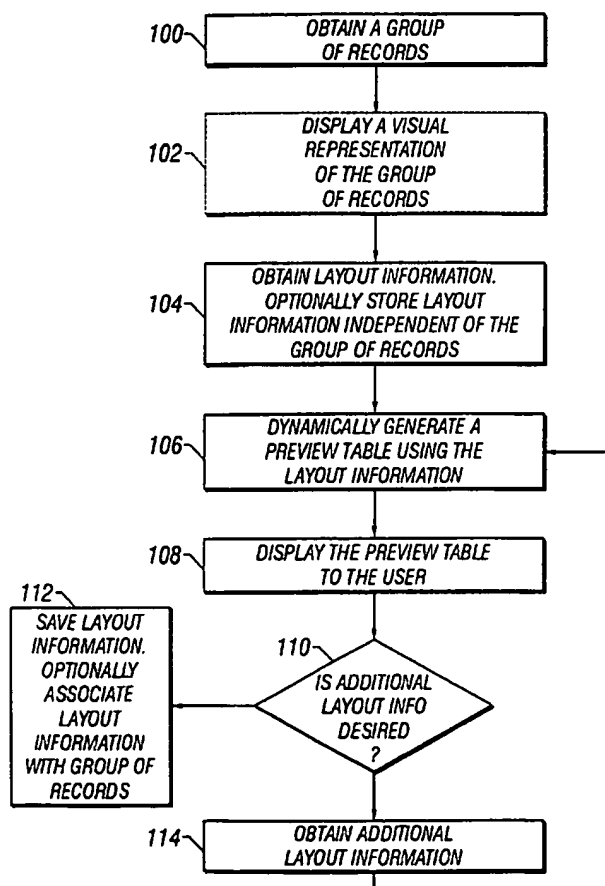 100
OBTAIN A GROUP
OF RECORDS
102
DISPLAY A VISUAL
REPRESENTATION
OF THE GROUP
OF RECORDS
104
OBTAIN LAYOUT INFORMATION.
OPTIONALLY STORE LAYOUT
INFORMATION INDEPENDENT OF THE
GROUP OF RECORDS
106
DYNAMICALLY GENERATE A
PREVIEW TABLE USING THE
LAYOUT INFORMATION
108
DISPLAY THE PREVIEW TABLE
TO THE USER
112
SAVE LAYOUT
INFORMATION.
OPTIONALLY
ASSOCIATE
LAYOUT
INFORMATION
WITH GROUP OF
RECORDS
110
IS ADDITIONAL
LAYOUT INFO
DESIRED
?
114
OBTAIN ADDITIONAL
LAYOUT INFORMATION